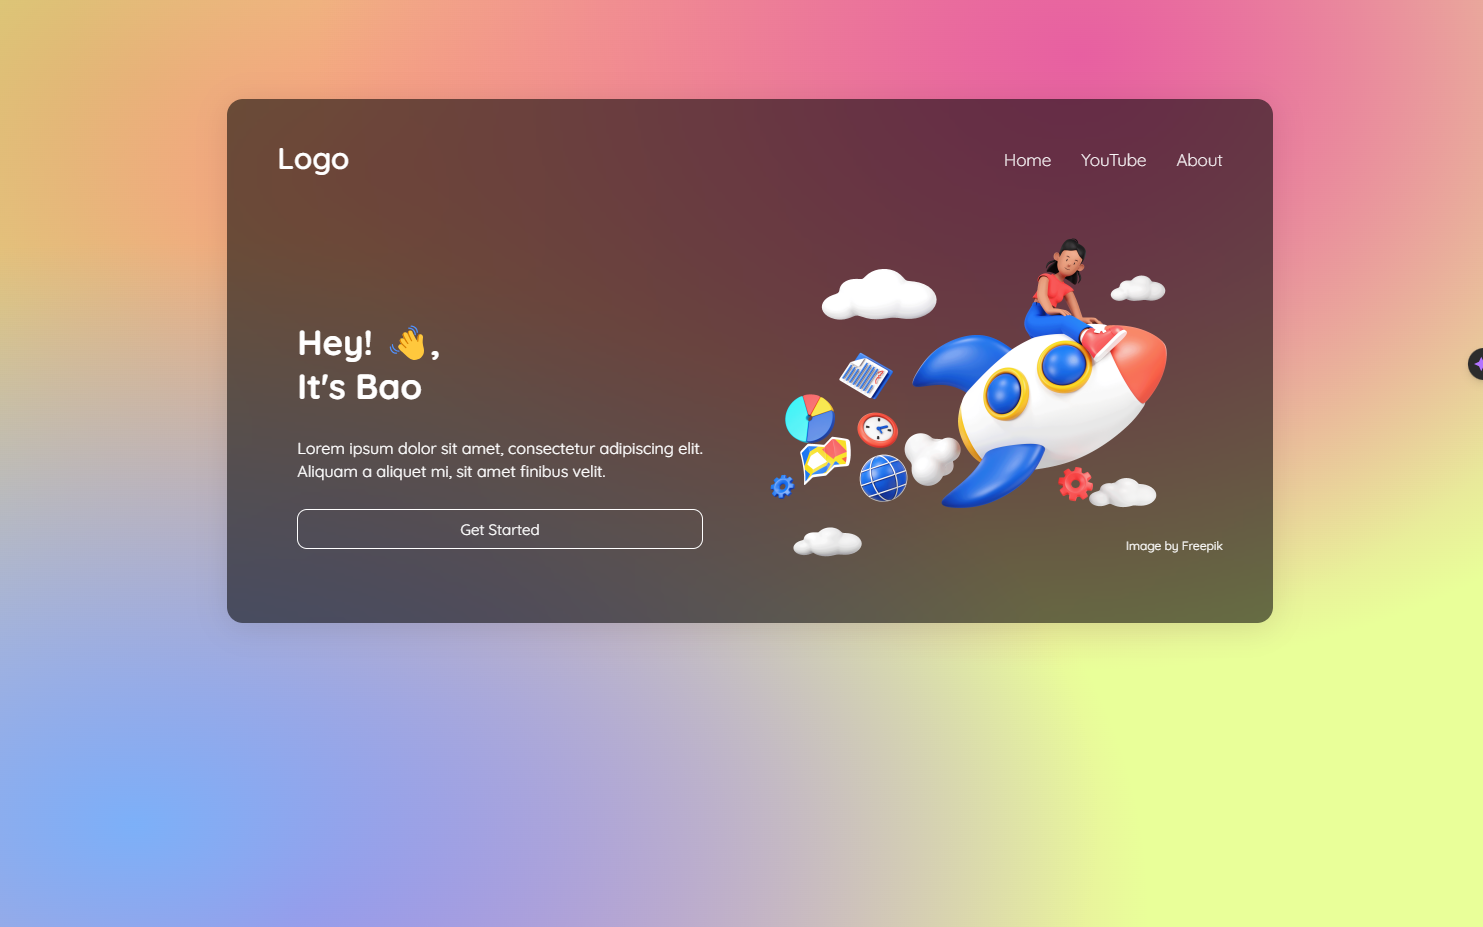 Logo
Home YouTube About
Hey! 👋,
It's Bao
Lorem ipsum dolor sit amet, consectetur adipiscing elit.
Aliquam a aliquet mi, sit amet finibus velit.
Get Started
Image by Freepik